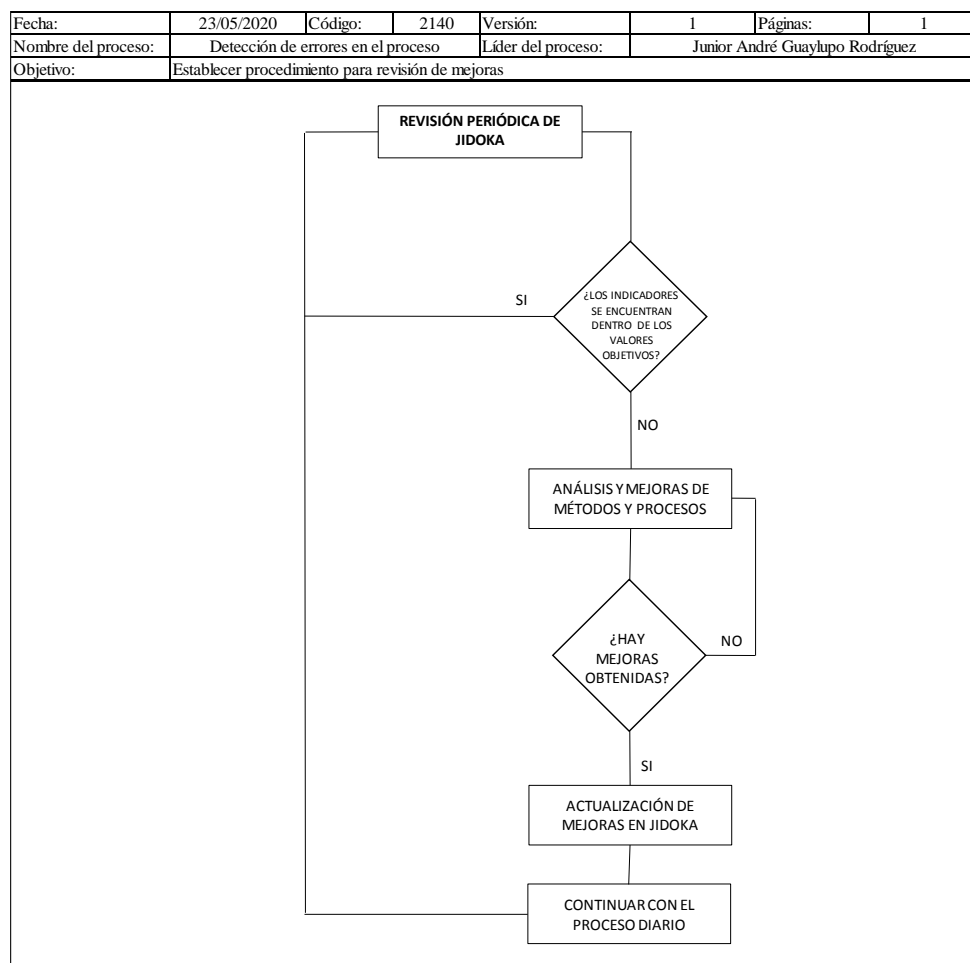 Fecha: 23/05/2020 Código: 2140 Versión: 1 Páginas: 1
Nombre del proceso: Detección de errores en el proceso Líder del proceso: Junior André Guaylupo Rodríguez
Objetivo: Establecer procedimiento para revisión de mejoras
REVISIÓN PERIÓDICA DE
JIDOKA
SI
¿LOS INDICADORES
SE ENCUENTRAN
DENTRO DE LOS
VALORES
OBJETIVOS?
NO
ANÁLISIS Y MEJORAS DE
MÉTODOS Y PROCESOS
¿HAY
MEJORAS
OBTENIDAS?
NO
SI
ACTUALIZACIÓN DE
MEJORAS EN JIDOKA
CONTINUAR CON EL
PROCESO DIARIO